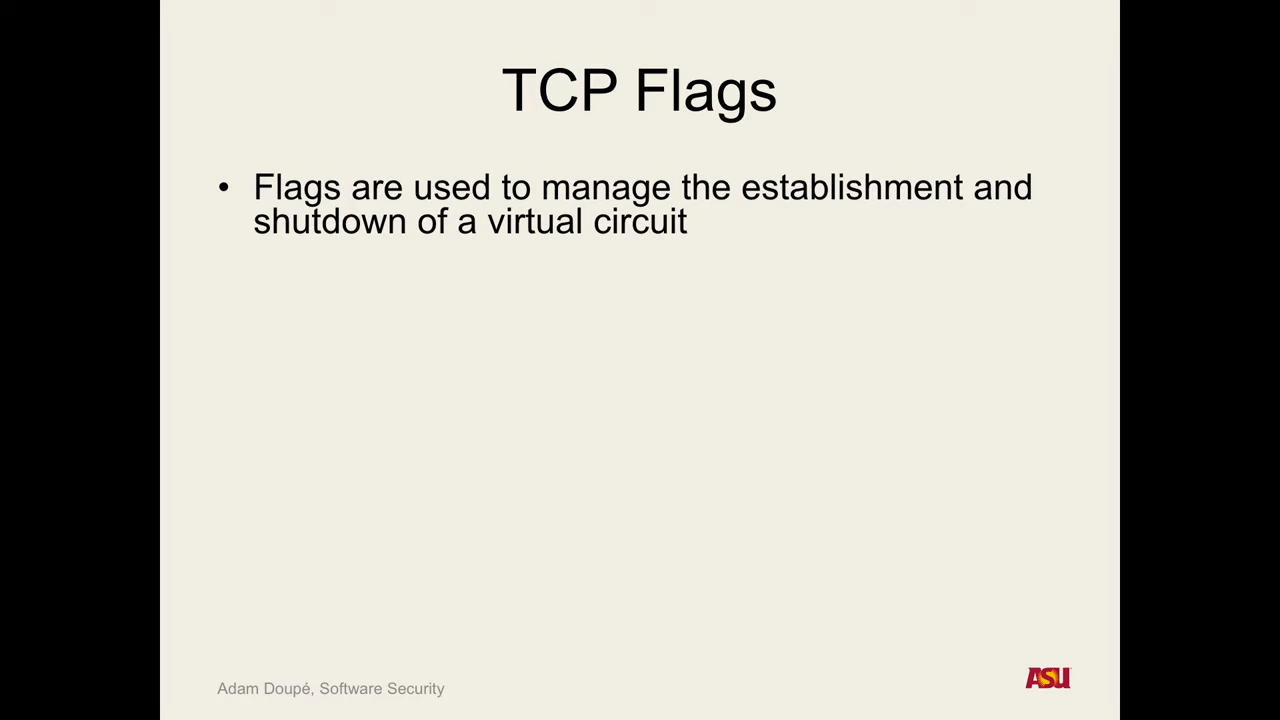 TCP Flags
• Flags are used to manage the establishment and
shutdown of a virtual circuit
Adam Doupé, Software Security
ASU